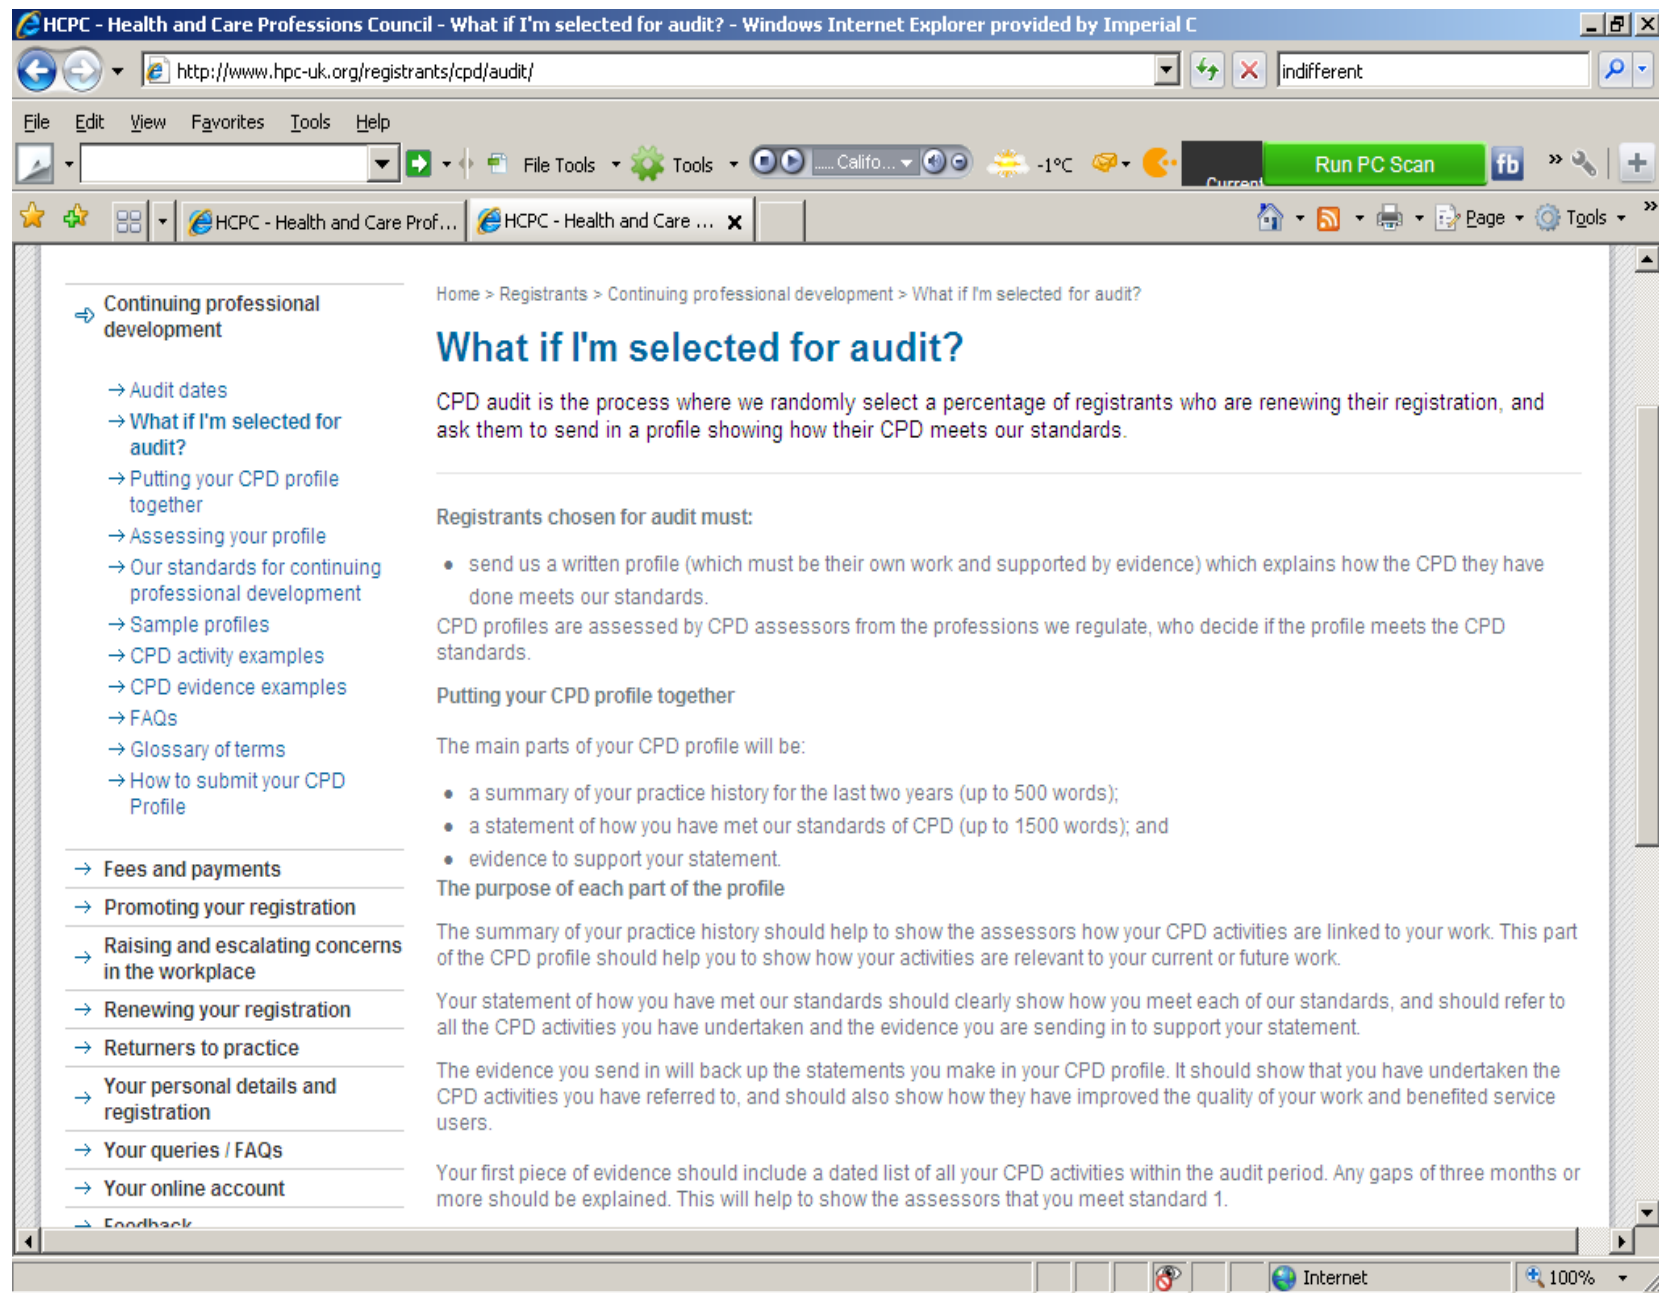 HCPC - Health and Care Professions Council - What if I'm selected for audit? - Windows Internet Explorer provided by Imperial C
http://www.hpc-uk.org/registrants/cpd/audit/
indifferent
File Edit View Favorites Tools Help
File Tools Tools ..... Califo... -1°C Current Run PC Scan fb »
HCPC - Health and Care Prof... HCPC - Health and Care ... Page Tools »
Continuing professional
development
Audit dates
What if I'm selected for
audit?
Putting your CPD profile
together
Assessing your profile
Our standards for continuing
professional development
Sample profiles
CPD activity examples
CPD evidence examples
FAQs
Glossary of terms
How to submit your CPD
Profile
Fees and payments
Promoting your registration
Raising and escalating concerns
in the workplace
Renewing your registration
Returners to practice
Your personal details and
registration
Your queries / FAQs
Your online account
Feedback
Home > Registrants > Continuing professional development > What if I'm selected for audit?
What if I'm selected for audit?
CPD audit is the process where we randomly select a percentage of registrants who are renewing their registration, and
ask them to send in a profile showing how their CPD meets our standards.
Registrants chosen for audit must:
• send us a written profile (which must be their own work and supported by evidence) which explains how the CPD they have
done meets our standards.
CPD profiles are assessed by CPD assessors from the professions we regulate, who decide if the profile meets the CPD
standards.
Putting your CPD profile together
The main parts of your CPD profile will be:
• a summary of your practice history for the last two years (up to 500 words);
• a statement of how you have met our standards of CPD (up to 1500 words); and
• evidence to support your statement.
The purpose of each part of the profile
The summary of your practice history should help to show the assessors how your CPD activities are linked to your work. This part
of the CPD profile should help you to show how your activities are relevant to your current or future work.
Your statement of how you have met our standards should clearly show how you meet each of our standards, and should refer to
all the CPD activities you have undertaken and the evidence you are sending in to support your statement.
The evidence you send in will back up the statements you make in your CPD profile. It should show that you have undertaken the
CPD activities you have referred to, and should also show how they have improved the quality of your work and benefited service
users.
Your first piece of evidence should include a dated list of all your CPD activities within the audit period. Any gaps of three months or
more should be explained. This will help to show the assessors that you meet standard 1.
Internet 100%